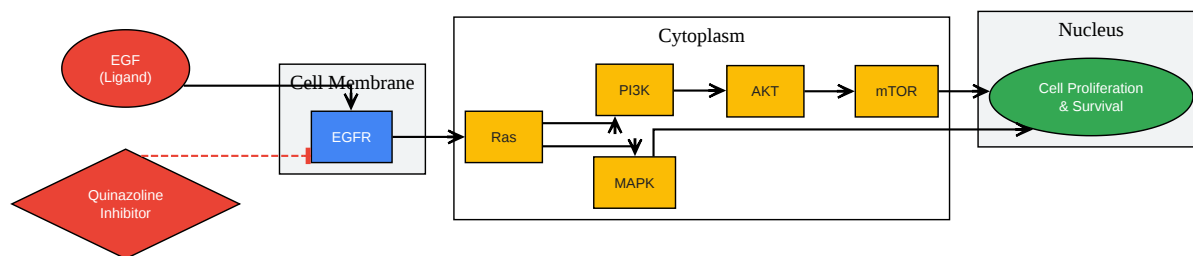 EGF
(Ligand)
Quinazoline
Inhibitor
Cell Membrane
EGFR
Cytoplasm
Ras
PI3K
MAPK
AKT
mTOR
Nucleus
Cell Proliferation
& Survival